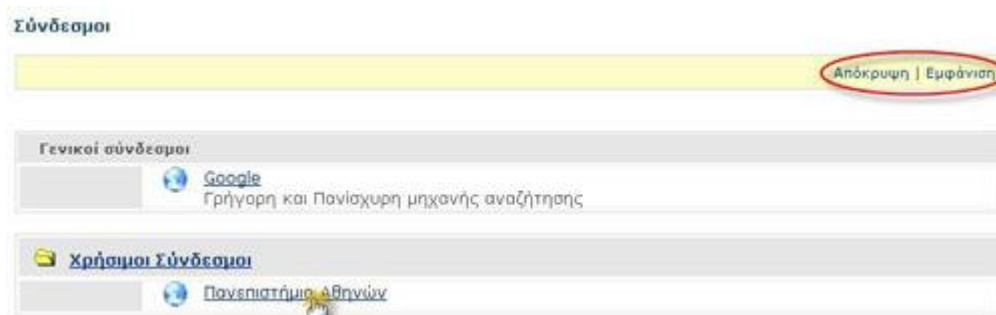 Σύνδεσμοι
Απόκρυψη | Εμφάνιση
Γενικοί σύνδεσμοι
Google
Γρήγορη και Πανίσχυρη μηχανής αναζήτησης
Χρήσιμοι Σύνδεσμοι
Πανεπιστήμιο Αθηνών